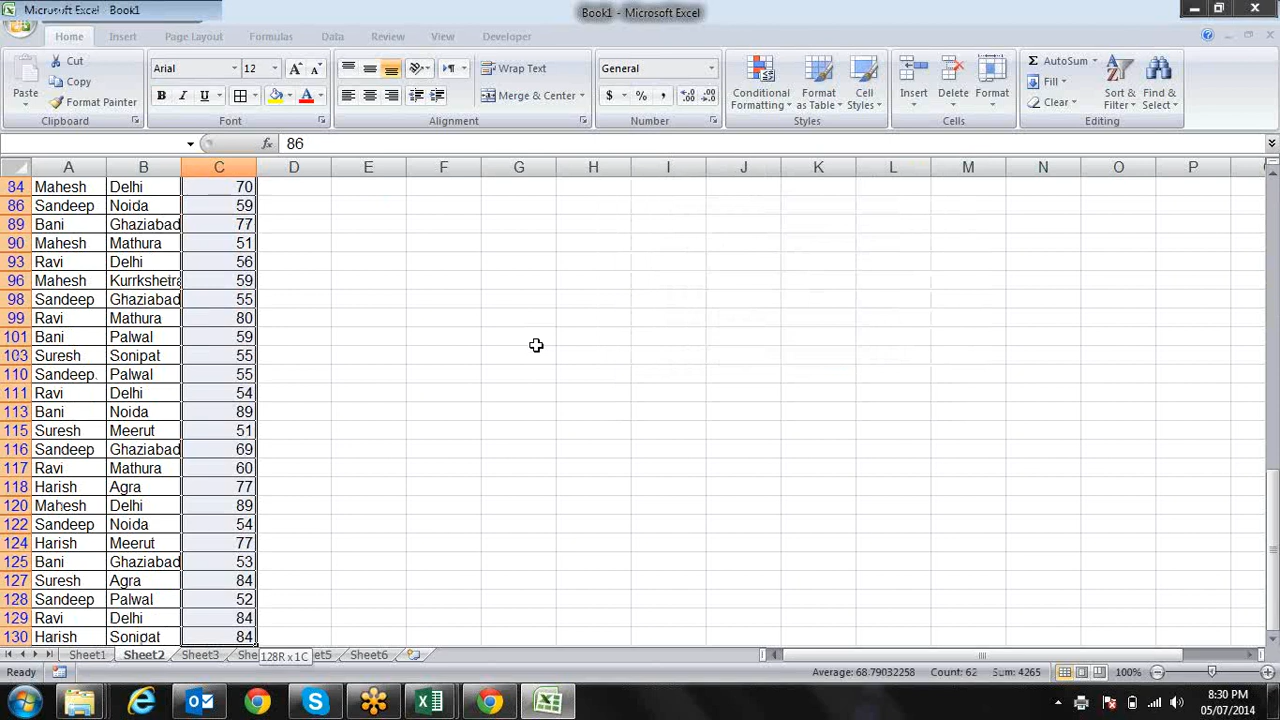 Microsoft Excel - Book1
Book1 - Microsoft Excel
Home Insert Page Layout Formulas Data Review View Developer
Paste Cut Copy Format Painter Clipboard
Arial 12 Font
Wrap Text Merge & Center Alignment
General $ % , Number
Conditional Formatting Format as Table Cell Styles Styles
Insert Delete Format Cells
AutoSum Fill Clear Sort & Filter Find & Select Editing
fx 86
A B C D E F G H I J K L M N O P
84 Mahesh Delhi 70
86 Sandeep Noida 59
89 Bani Ghaziabad 77
90 Mahesh Mathura 51
93 Ravi Delhi 56
96 Mahesh Kurrkshetra 59
98 Sandeep Ghaziabad 55
99 Ravi Mathura 80
101 Bani Palwal 59
103 Suresh Sonipat 55
110 Sandeep. Palwal 55
111 Ravi Delhi 54
113 Bani Noida 89
115 Suresh Meerut 51
116 Sandeep Ghaziabad 69
117 Ravi Mathura 60
118 Harish Agra 77
120 Mahesh Delhi 89
122 Sandeep Noida 54
124 Harish Meerut 77
125 Bani Ghaziabad 53
127 Suresh Agra 84
128 Sandeep Palwal 52
129 Ravi Delhi 84
130 Harish Sonipat 84
Sheet1 Sheet2 Sheet3 She 128R x 1C t5 Sheet6
Ready Average: 68.79032258 Count: 62 Sum: 4265 100%
8:30 PM
05/07/2014